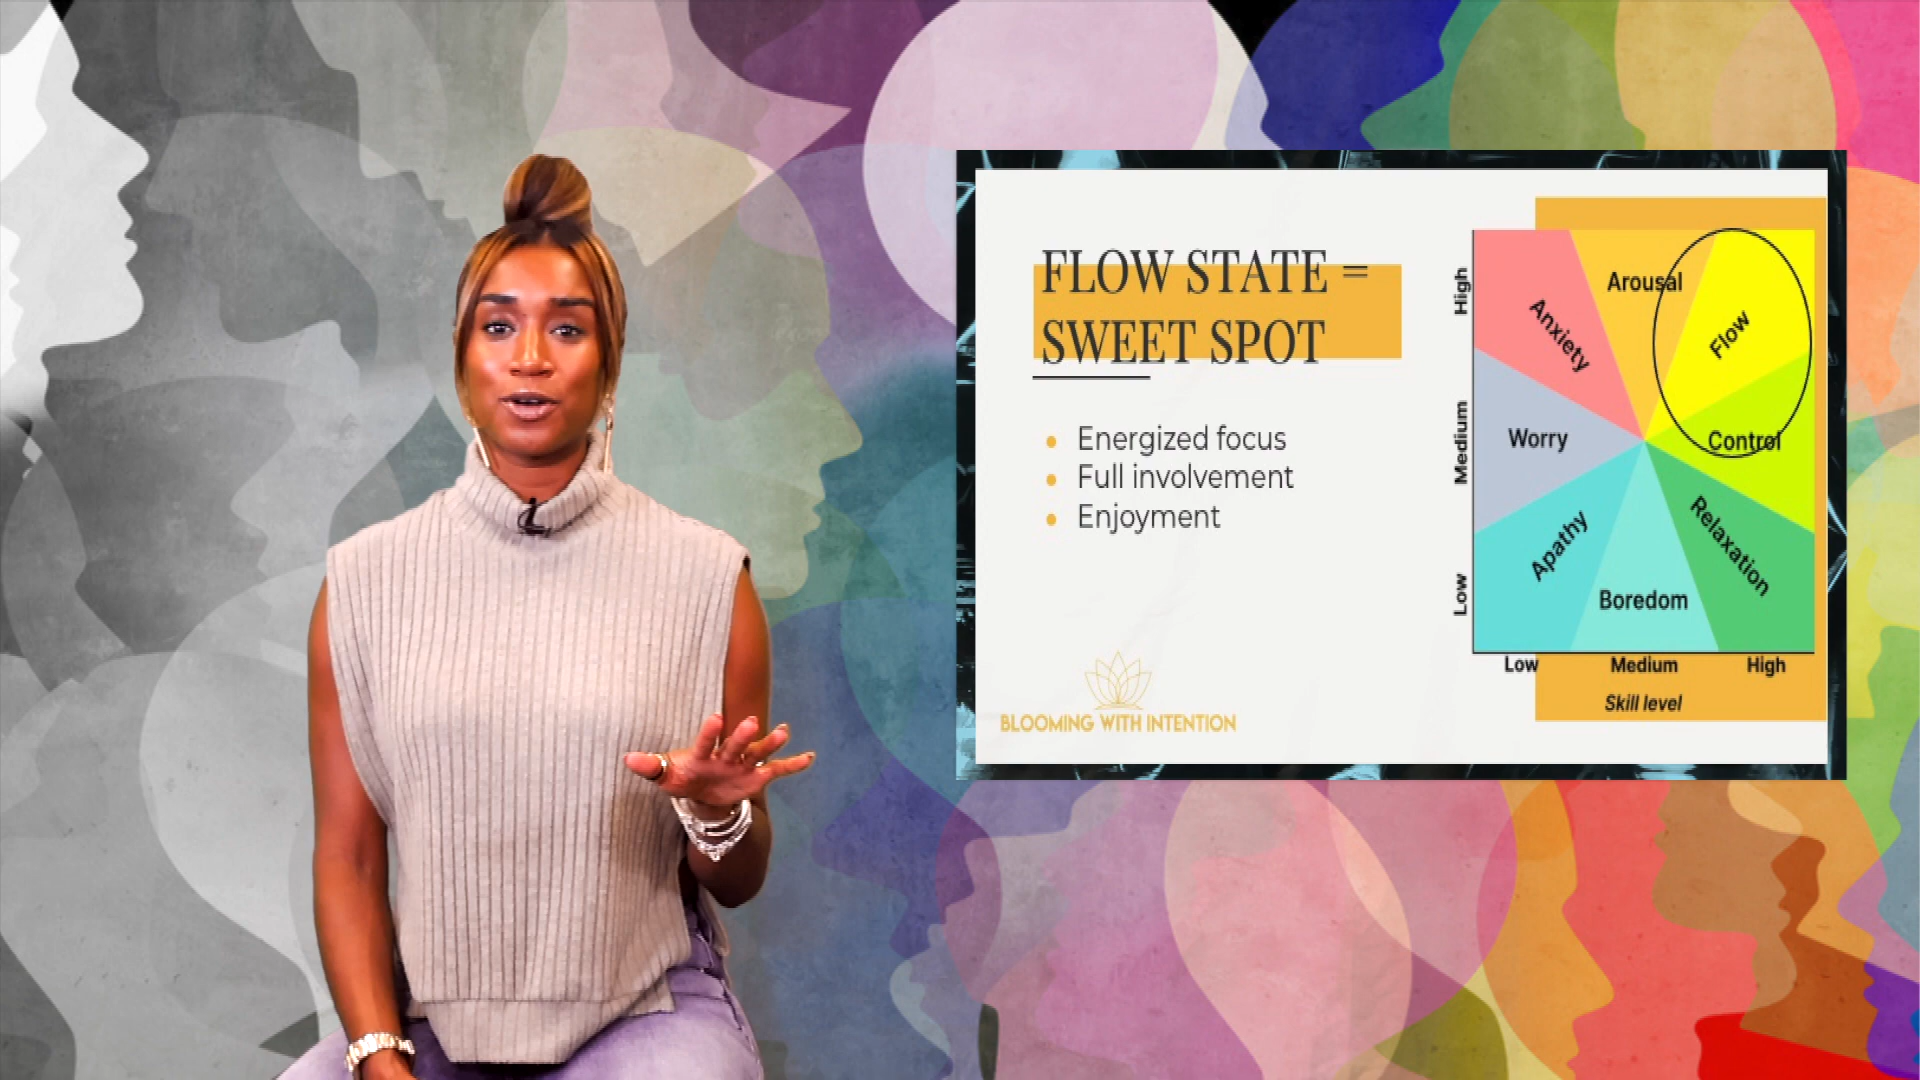 FLOW STATE =
SWEET SPOT
Energized focus
Full involvement
Enjoyment
BLOOMING WITH INTENTION
High
Medium
Low
Anxiety
Arousal
Flow
Worry
Control
Apathy
Boredom
Relaxation
Low Medium High
Skill level